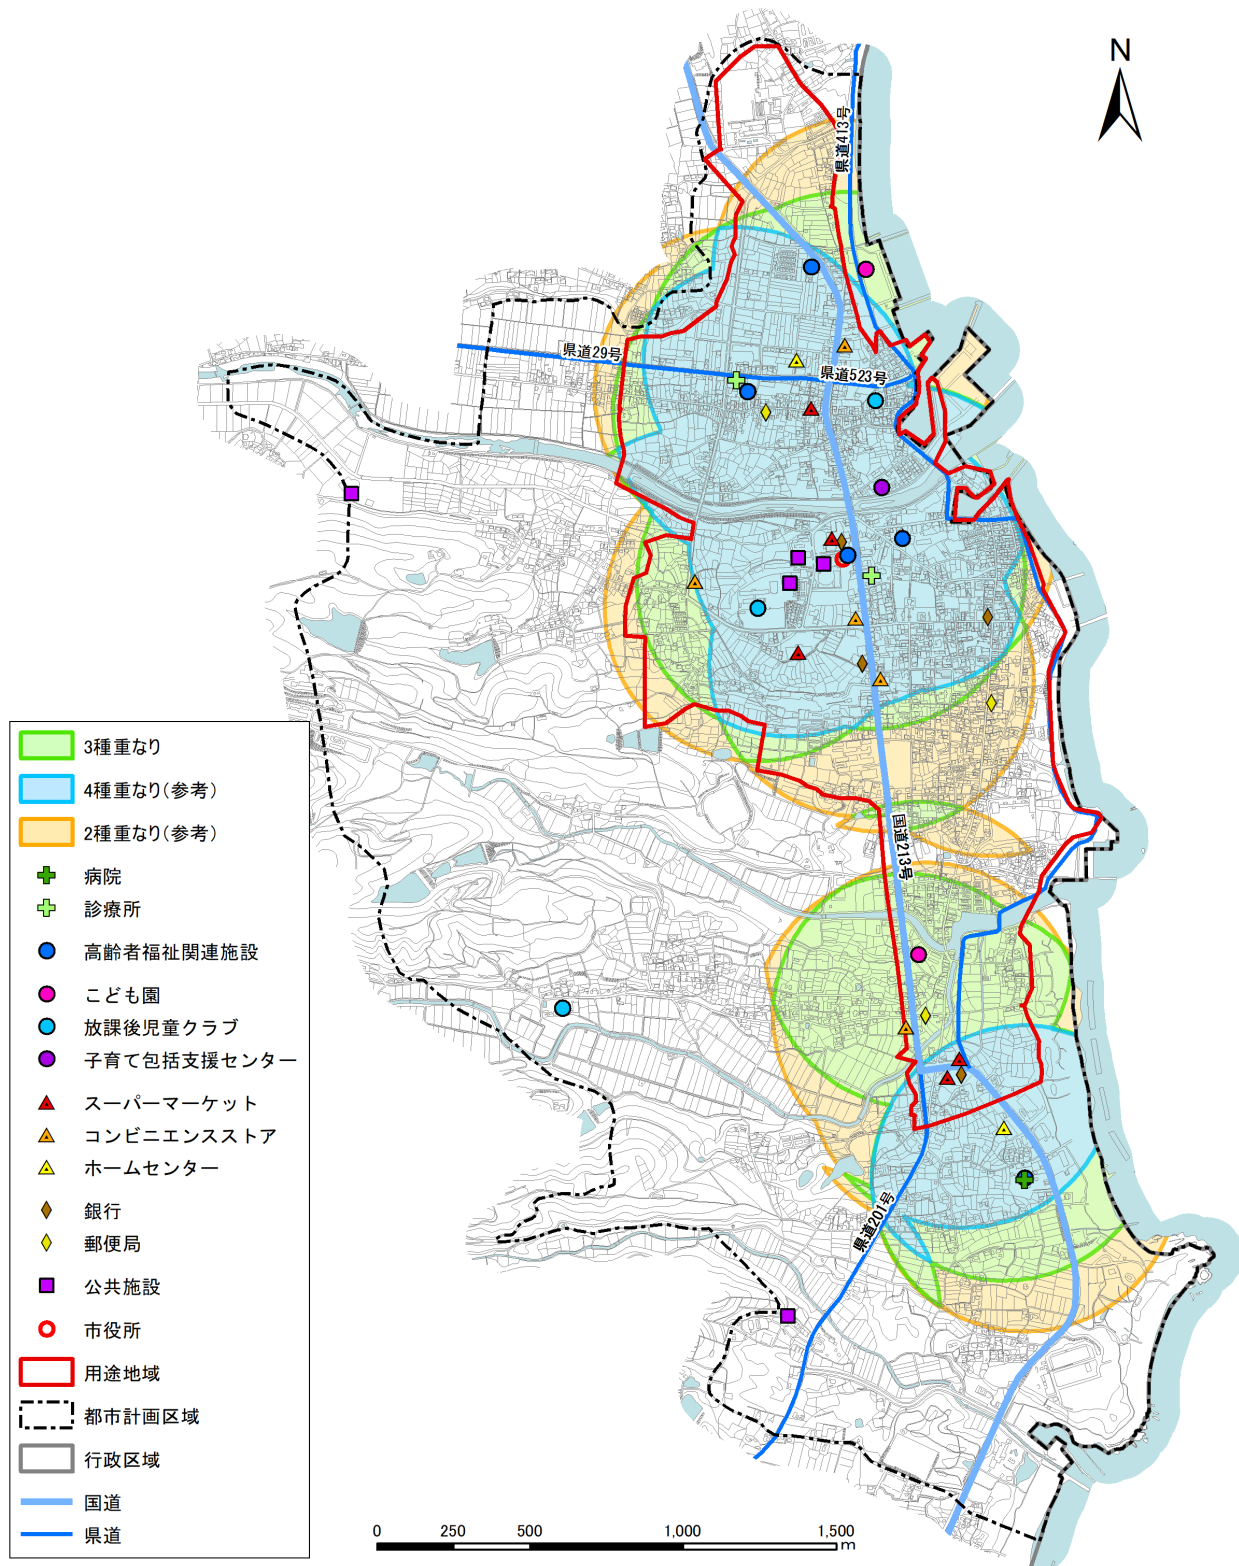 N
県道413号
県道29号
県道523号
国道213号
県道201号
3種重なり
4種重なり(参考)
2種重なり(参考)
病院
診療所
高齢者福祉関連施設
こども園
放課後児童クラブ
子育て包括支援センター
スーパーマーケット
コンビニエンスストア
ホームセンター
銀行
郵便局
公共施設
市役所
用途地域
都市計画区域
行政区域
国道
県道
0 250 500 1,000 1,500
m